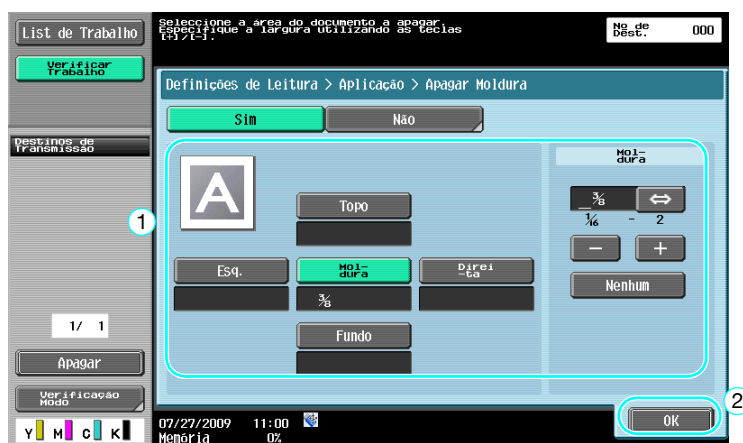 List de Trabalho
Seleccione a área do documento a apagar.
Especifique a largura utilizando as teclas
[+]/[-].
Nº de
Dest.
000
Verificar
Trabalho
Definições de Leitura > Aplicação > Apagar Moldura
Sim
Não
Destinos de
Transmissão
Mol-
dura
A
Topo
_⅜ ⇔
1/16 - 2
1
Esq.
Mol-
dura
Direi
-ta
− +
⅜
Nenhum
1/ 1
Fundo
Apagar
Verificação
Modo
2
OK
Y M C K
07/27/2009 11:00
Memória 0%